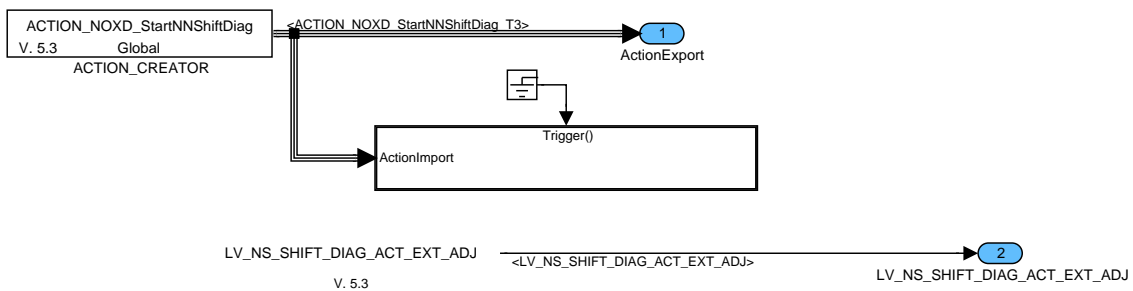 ACTION_NOXD_StartNNShiftDiag
<ACTION_NOXD_StartNNShiftDiag_T3>
1
V. 5.3 Global
ActionExport
ACTION_CREATOR
Trigger()
ActionImport
LV_NS_SHIFT_DIAG_ACT_EXT_ADJ
<LV_NS_SHIFT_DIAG_ACT_EXT_ADJ>
2
LV_NS_SHIFT_DIAG_ACT_EXT_ADJ
V. 5.3